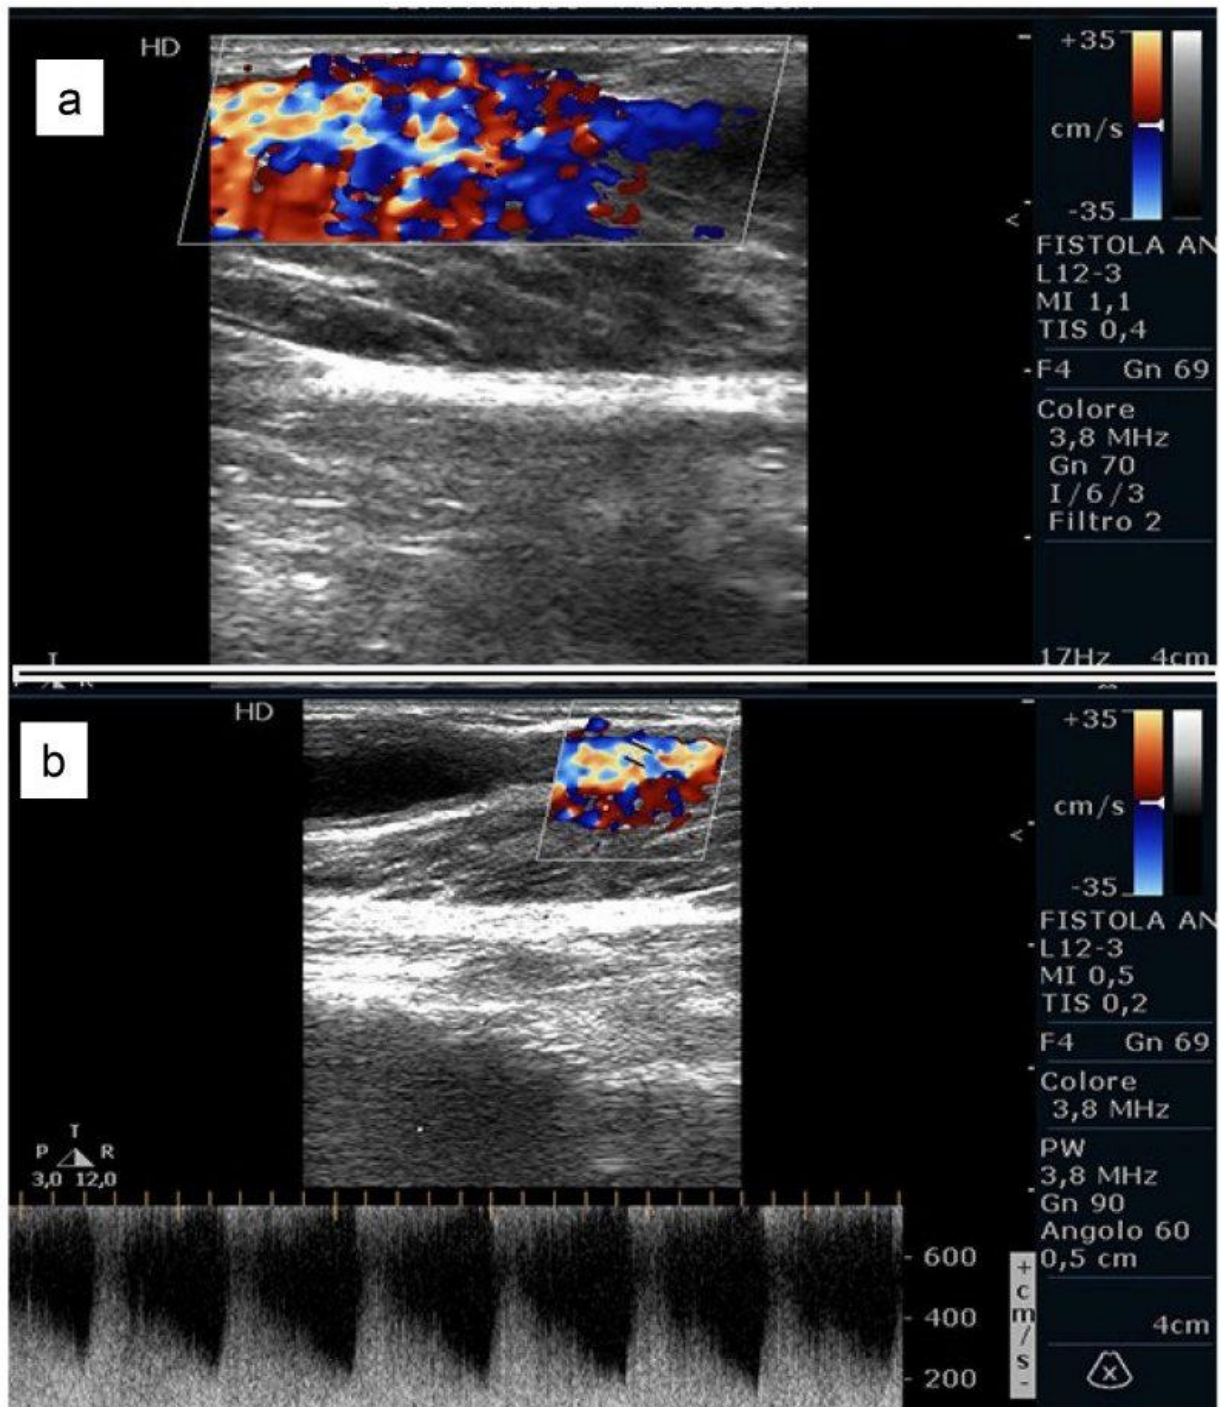 HD
a
+35
cm/s
-35
<
FISTOLA AN
L12-3
MI 1,1
TIS 0,4
F4 Gn 69
Colore
3,8 MHz
Gn 70
I/6/3
Filtro 2
17Hz 4cm
T
R
HD
b
+35
cm/s
-35
<
FISTOLA AN
L12-3
MI 0,5
TIS 0,2
F4 Gn 69
Colore
3,8 MHz
PW
3,8 MHz
Gn 90
Angolo 60
0,5 cm
4cm
T
P R
3,0 12,0
600
400
200
+cm/s-
x